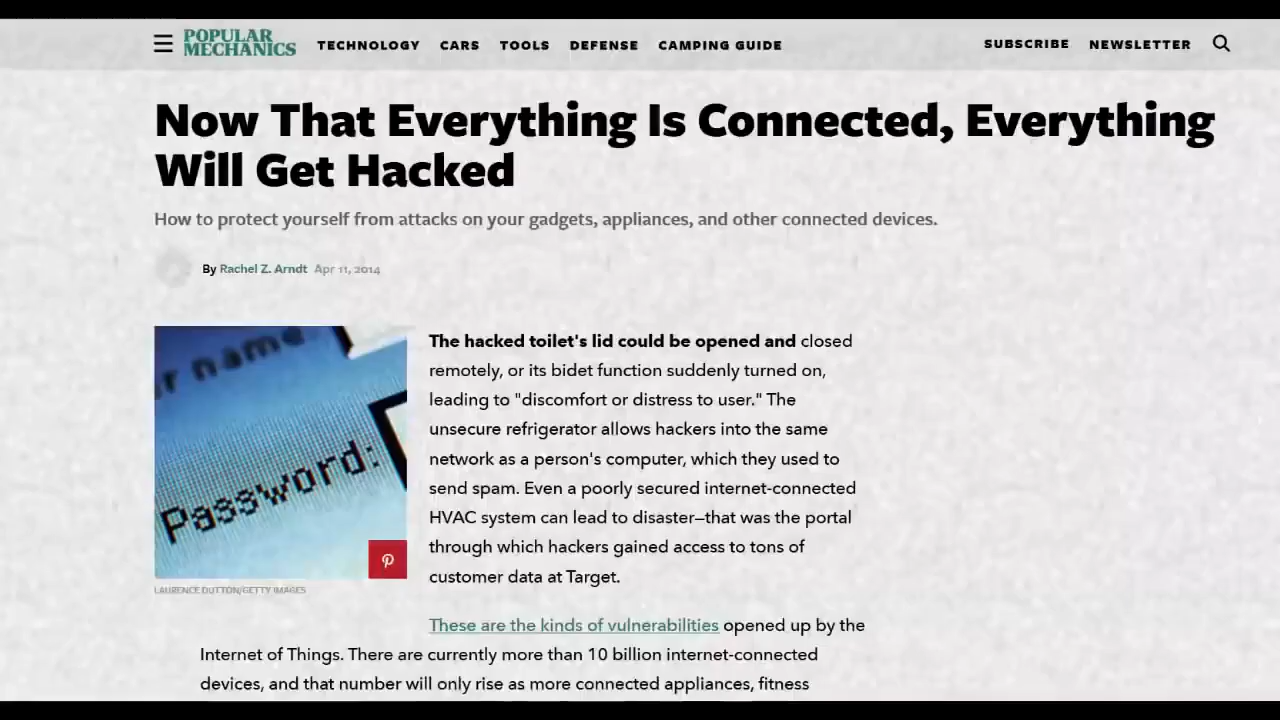 POPULAR
MECHANICS
TECHNOLOGY CARS TOOLS DEFENSE CAMPING GUIDE SUBSCRIBE NEWSLETTER
Now That Everything Is Connected, Everything
Will Get Hacked
How to protect yourself from attacks on your gadgets, appliances, and other connected devices.
By Rachel Z. Arndt Apr 11, 2014
r name
Password:
LAURENCE DUTTON/GETTY IMAGES
The hacked toilet's lid could be opened and closed
remotely, or its bidet function suddenly turned on,
leading to "discomfort or distress to user." The
unsecure refrigerator allows hackers into the same
network as a person's computer, which they used to
send spam. Even a poorly secured internet-connected
HVAC system can lead to disaster—that was the portal
through which hackers gained access to tons of
customer data at Target.
These are the kinds of vulnerabilities opened up by the
Internet of Things. There are currently more than 10 billion internet-connected
devices, and that number will only rise as more connected appliances, fitness